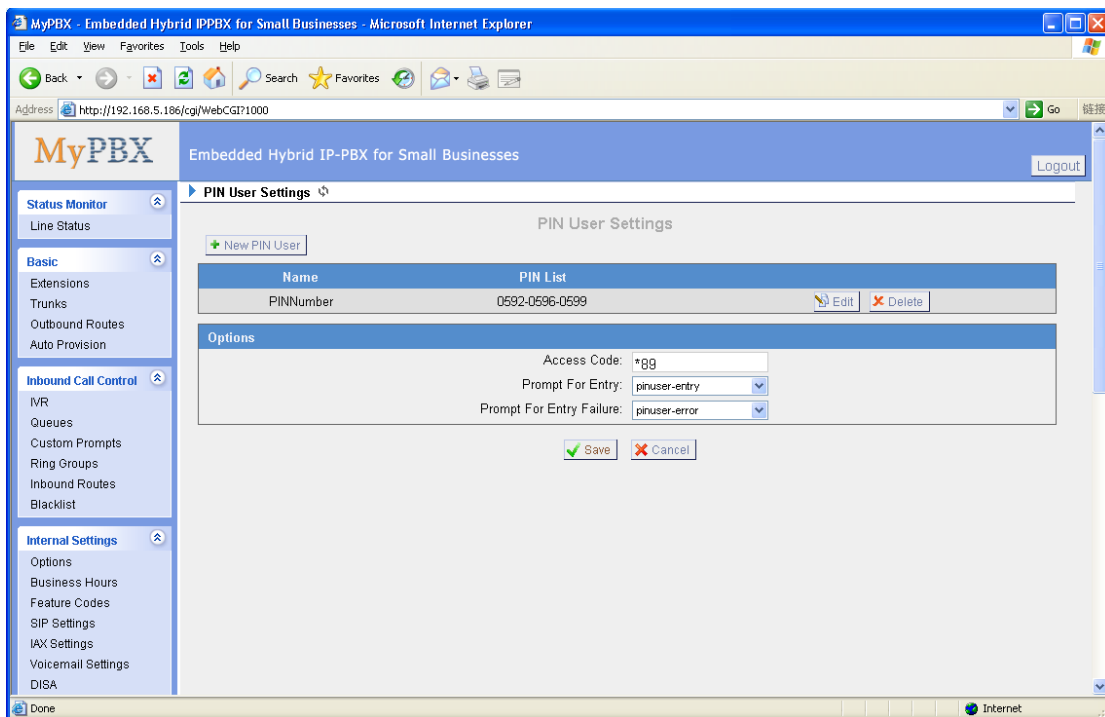 MyPBX - Embedded Hybrid IPPBX for Small Businesses - Microsoft Internet Explorer
File Edit View Favorites Tools Help
Back Search Favorites
Address http://192.168.5.186/cgi/WebCGI?1000 Go 链接
MyPBX
Embedded Hybrid IP-PBX for Small Businesses
Logout
Status Monitor
Line Status
Basic
Extensions
Trunks
Outbound Routes
Auto Provision
Inbound Call Control
IVR
Queues
Custom Prompts
Ring Groups
Inbound Routes
Blacklist
Internal Settings
Options
Business Hours
Feature Codes
SIP Settings
IAX Settings
Voicemail Settings
DISA
PIN User Settings
PIN User Settings
New PIN User
Name PIN List
PINNumber 0592-0596-0599 Edit Delete
Options
Access Code: *89
Prompt For Entry: pinuser-entry
Prompt For Entry Failure: pinuser-error
Save Cancel
Done Internet